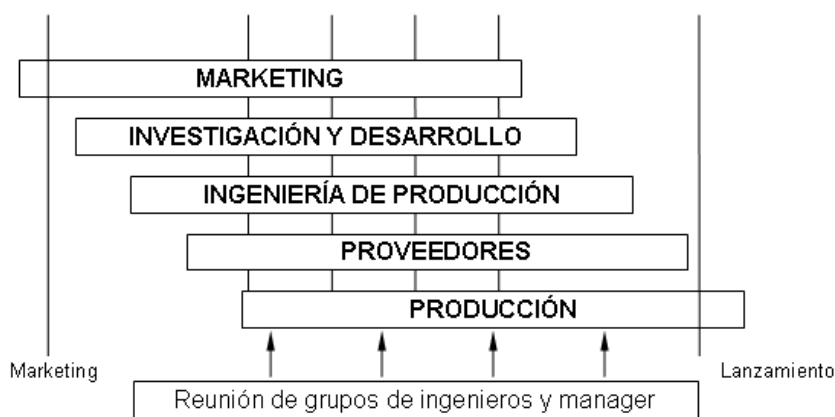 MARKETING
INVESTIGACIÓN Y DESARROLLO
INGENIERÍA DE PRODUCCIÓN
PROVEEDORES
PRODUCCIÓN
Marketing
Lanzamiento
Reunión de grupos de ingenieros y manager